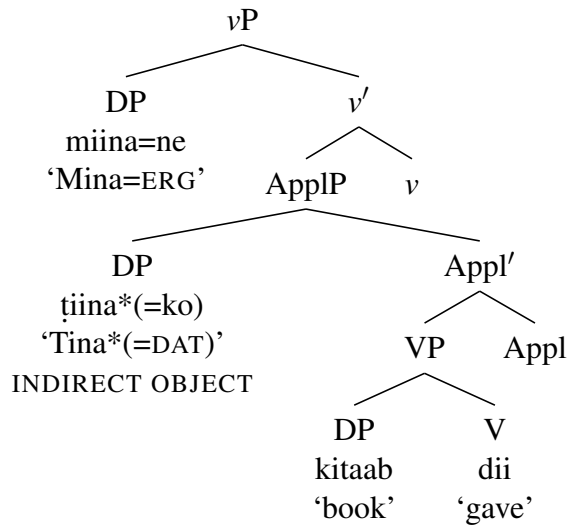 vP
DP v′
miina=ne
‘Mina=ERG’
ApplP v
DP Appl′
ṭiina*(=ko)
‘Tina*(=DAT)’
INDIRECT OBJECT
VP Appl
DP V
kitaab dii
‘book’ ‘gave’